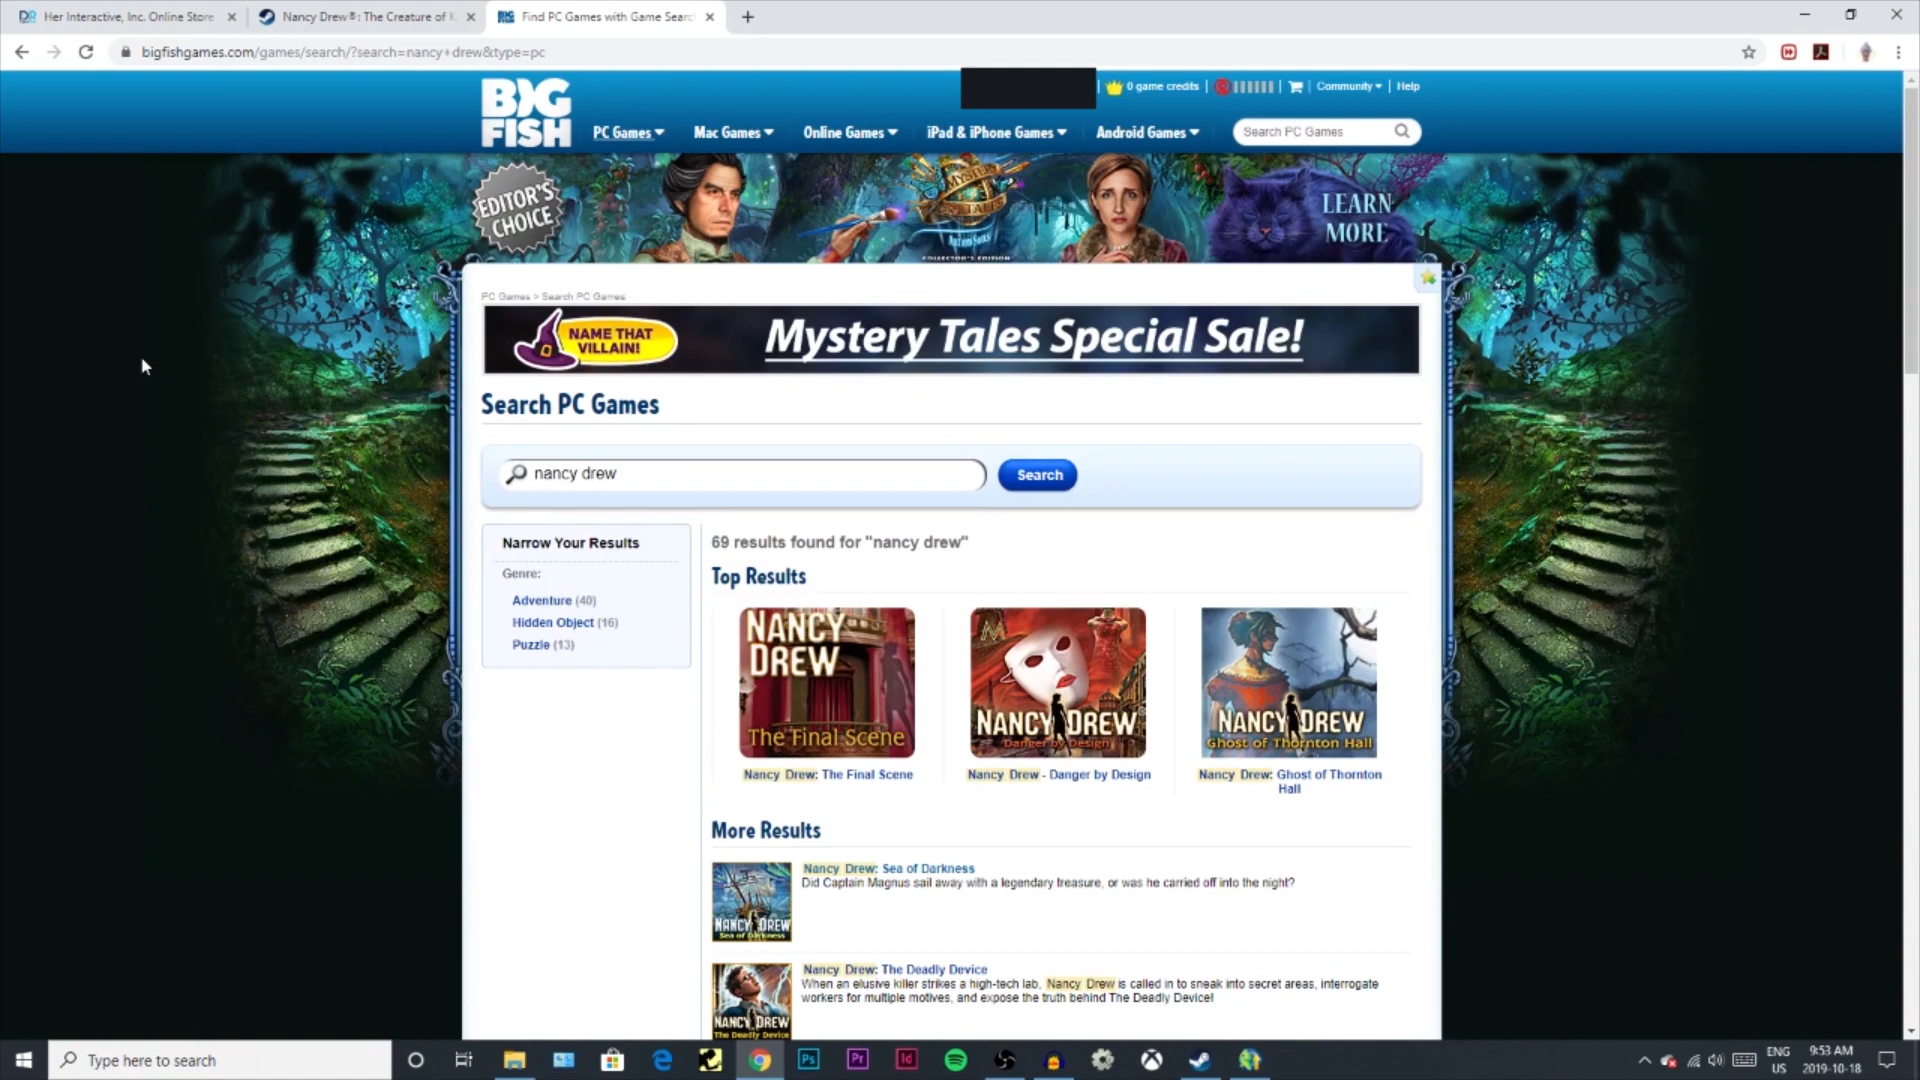 Her Interactive, Inc. Online Store
Nancy Drew®: The Creature of K
Find PC Games with Game Searc
bigfishgames.com/games/search/?search=nancy+drew&type=pc
BIG FISH
0 game credits
Community
Help
PC Games
Mac Games
Online Games
iPad & iPhone Games
Android Games
Search PC Games
EDITOR'S CHOICE
MYSTERY TALES
COLLECTOR'S EDITION
LEARN MORE
PC Games > Search PC Games
NAME THAT VILLAIN!
Mystery Tales Special Sale!
Search PC Games
nancy drew
Search
Narrow Your Results
Genre:
Adventure (40)
Hidden Object (16)
Puzzle (13)
69 results found for "nancy drew"
Top Results
NANCY DREW
The Final Scene
NANCY DREW
Danger by Design
NANCY DREW
Ghost of Thornton Hall
Nancy Drew: The Final Scene
Nancy Drew - Danger by Design
Nancy Drew: Ghost of Thornton
Hall
More Results
NANCY DREW
Sea of Darkness
Nancy Drew: Sea of Darkness
Did Captain Magnus sail away with a legendary treasure, or was he carried off into the night?
NANCY DREW
The Deadly Device
Nancy Drew: The Deadly Device
When an elusive killer strikes a high-tech lab, Nancy Drew is called in to sneak into secret areas, interrogate
workers for multiple motives, and expose the truth behind The Deadly Device!
Type here to search
Ps
Pr
Id
ENG
US
9:53 AM
2019-10-18